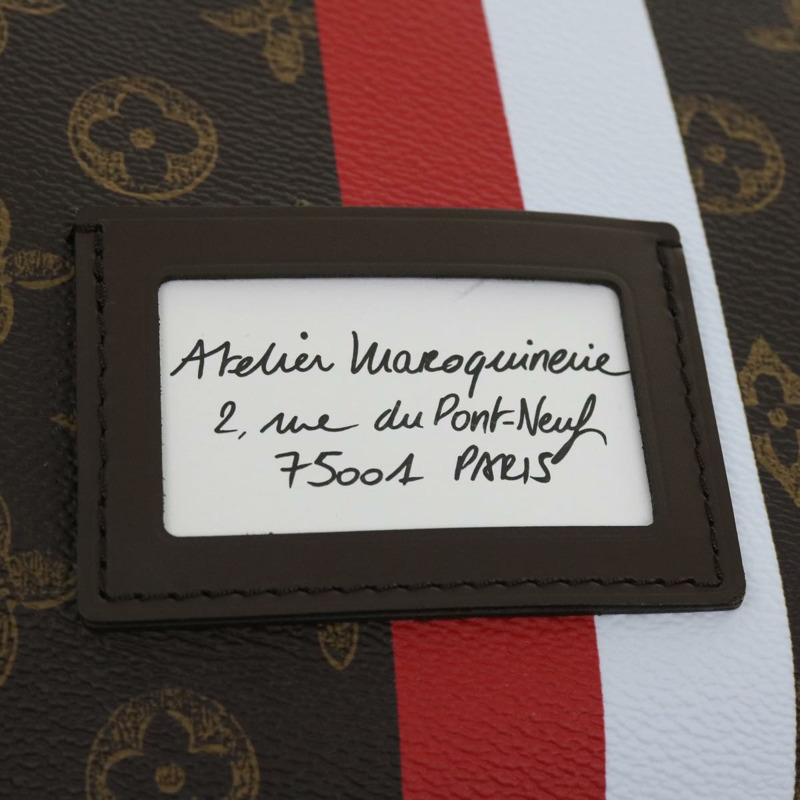 Atelier Maroquinerie
2, rue du Pont-Neuf
75001 PARIS